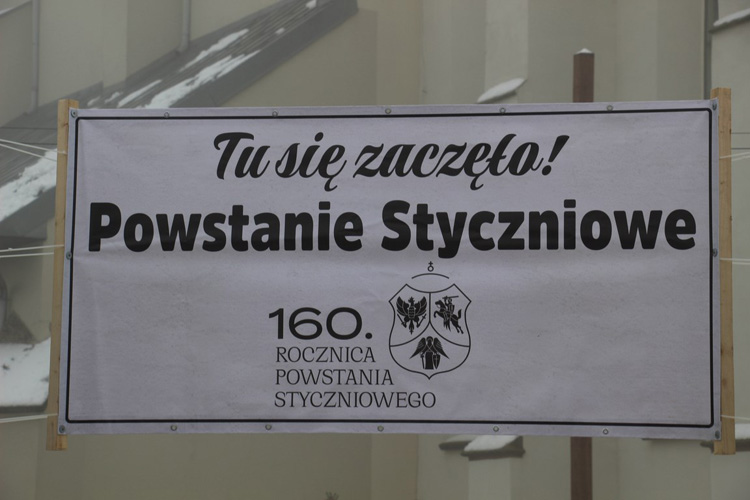 Tu się zaczęło!
Powstanie Styczniowe
160.
ROCZNICA
POWSTANIA
STYCZNIOWEGO